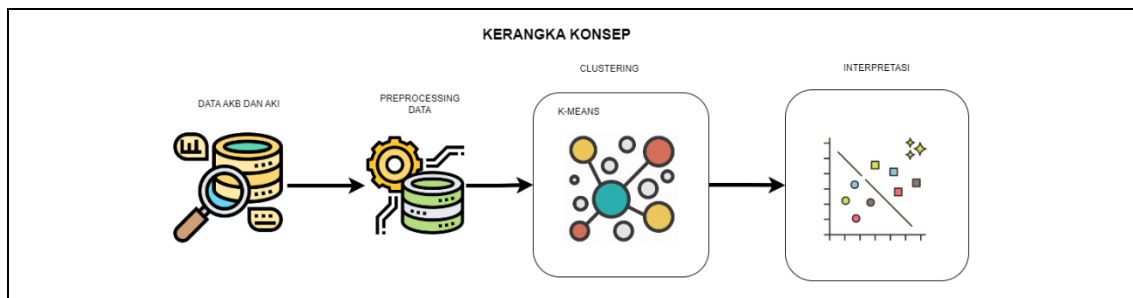 KERANGKA KONSEP
DATA AKB DAN AKI
PREPROCESSING
DATA
CLUSTERING
K-MEANS
INTERPRETASI